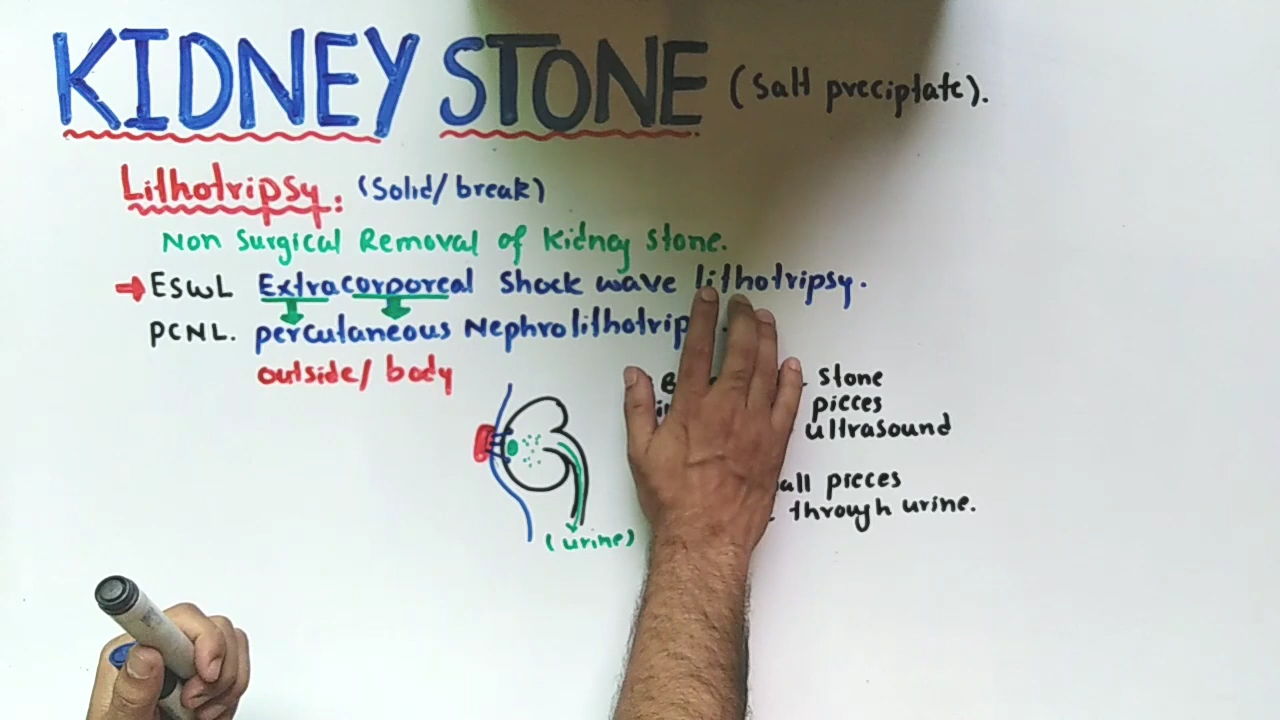 KIDNEY STONE (Salt preciptate).
Lithotripsy: (Solid/break)
Non Surgical Removal of Kidney Stone.
ESWL Extracorporeal Shock wave lithotripsy.
PCNL. percutaneous Nephrolithotrip
outside/ body
Stone
pieces
ultrasound
pieces
through urine.
(urine)